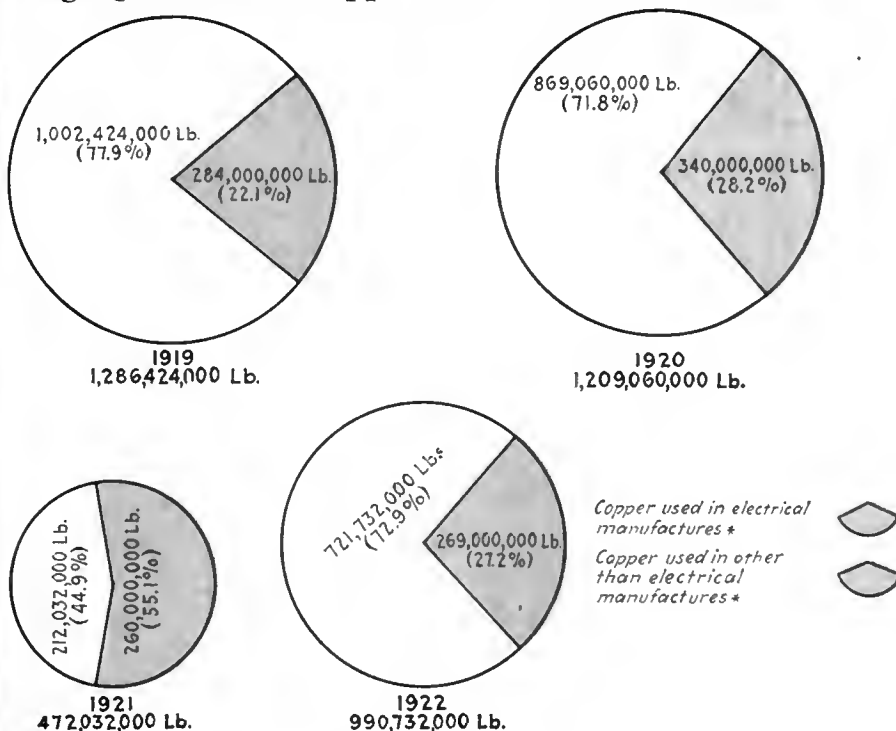 1,002,424,000 Lb.
(77.9%)
284,000,000 Lb.
(22.1%)
1919
1,286,424,000 Lb.
869,060,000 Lb.
(71.8%)
340,000,000 Lb.
(28.2%)
1920
1,209,060,000 Lb.
212,032,000 Lb.
(44.9%)
260,000,000 Lb.
(55.1%)
1921
472,032,000 Lb.
721,732,000 Lbs
(72.9%)
269,000,000 Lb.
(27.2%)
1922
990,732,000 Lb.
Copper used in electrical
manufactures *
Copper used in other
than electrical
manufactures *